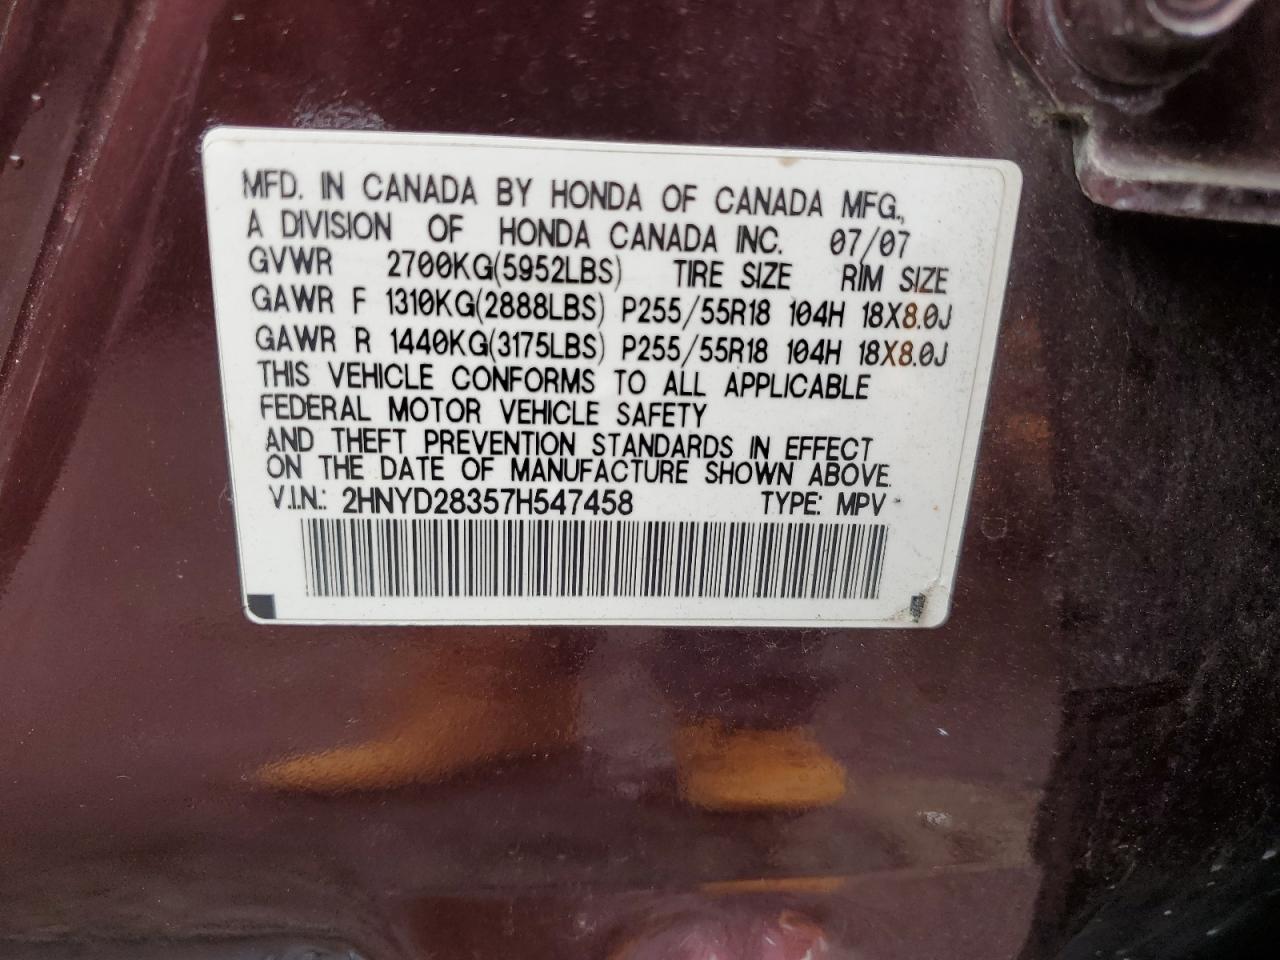 MFD. IN CANADA BY HONDA OF CANADA MFG.,
A DIVISION OF HONDA CANADA INC. 07/07
GVWR 2700KG(5952LBS) TIRE SIZE RIM SIZE
GAWR F 1310KG(2888LBS) P255/55R18 104H 18X8.0J
GAWR R 1440KG(3175LBS) P255/55R18 104H 18X8.0J
THIS VEHICLE CONFORMS TO ALL APPLICABLE
FEDERAL MOTOR VEHICLE SAFETY
AND THEFT PREVENTION STANDARDS IN EFFECT
ON THE DATE OF MANUFACTURE SHOWN ABOVE.
V.I.N.: 2HNYD28357H547458 TYPE: MPV